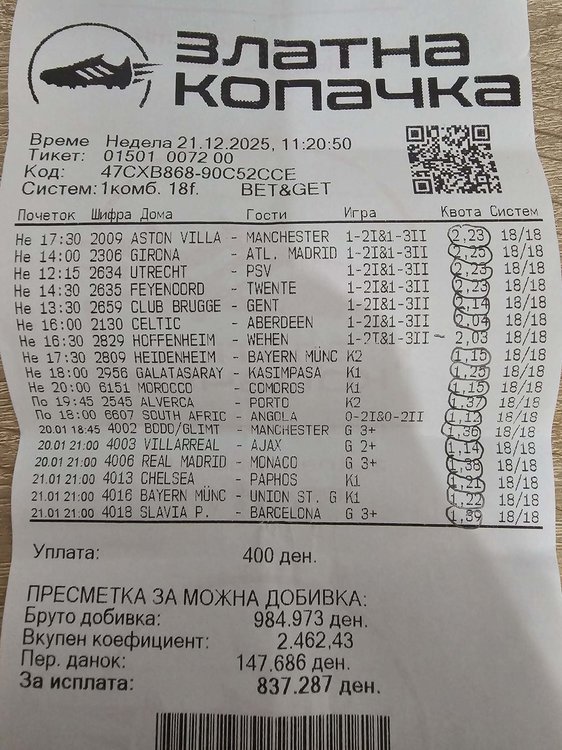 ЗЛАТНА
КОПАЧКА
Време Недела 21.12.2025, 11:20:50
Тикет: 01501 0072 00
Код: 47CXB868-90C52CCE
Систем: 1комб. 18f. BET&GET
Почеток Шифра Дома Гости Игра Квота Систем
Не 17:30 2009 ASTON VILLA - MANCHESTER 1-2I&1-3II 2,23 18/18
Не 14:00 2306 GIRONA - ATL. MADRID 1-2I&1-3II 2,25 18/18
Не 12:15 2634 UTRECHT - PSV 1-2I&1-3II 2,23 18/18
Не 14:30 2635 FEYENOORD - TWENTE 1-2I&1-3II 2,23 18/18
Не 13:30 2659 CLUB BRUGGE - GENT 1-2I&1-3II 2,14 18/18
Не 16:00 2130 CELTIC - ABERDEEN 1-2I&1-3II 2,04 18/18
Не 16:30 2829 HOFFENHEIM - WEHEN 1-2I&1-3II ~ 2,03 18/18
Не 17:30 2809 HEIDENHEIM - BAYERN MÜNC K2 1,15 18/18
Не 18:00 2956 GALATASARAY - KASIMPASA K1 1,25 18/18
Не 20:00 6151 MOROCCO - COMOROS K1 1,15 18/18
По 19:45 2545 ALVERCA - PORTO K2 1,37 18/18
По 18:00 6607 SOUTH AFRIC - ANGOLA 0-2I&0-2II 1,12 18/18
20.01 18:45 4002 BODO/GLIMT - MANCHESTER G 3+ 1,36 18/18
20.01 21:00 4003 VILLARREAL - AJAX G 2+ 1,14 18/18
20.01 21:00 4006 REAL MADRID - MONACO G 3+ 1,38 18/18
21.01 21:00 4013 CHELSEA - PAPHOS K1 1,21 18/18
21.01 21:00 4016 BAYERN MÜNC - UNION ST. G K1 1,22 18/18
21.01 21:00 4018 SLAVIA P. - BARCELONA G 3+ 1,39 18/18
Уплата: 400 ден.
ПРЕСМЕТКА ЗА МОЖНА ДОБИВКА:
Бруто добивка: 984.973 ден.
Вкупен коефициент: 2.462,43
Пер. данок: 147.686 ден.
За исплата: 837.287 ден.